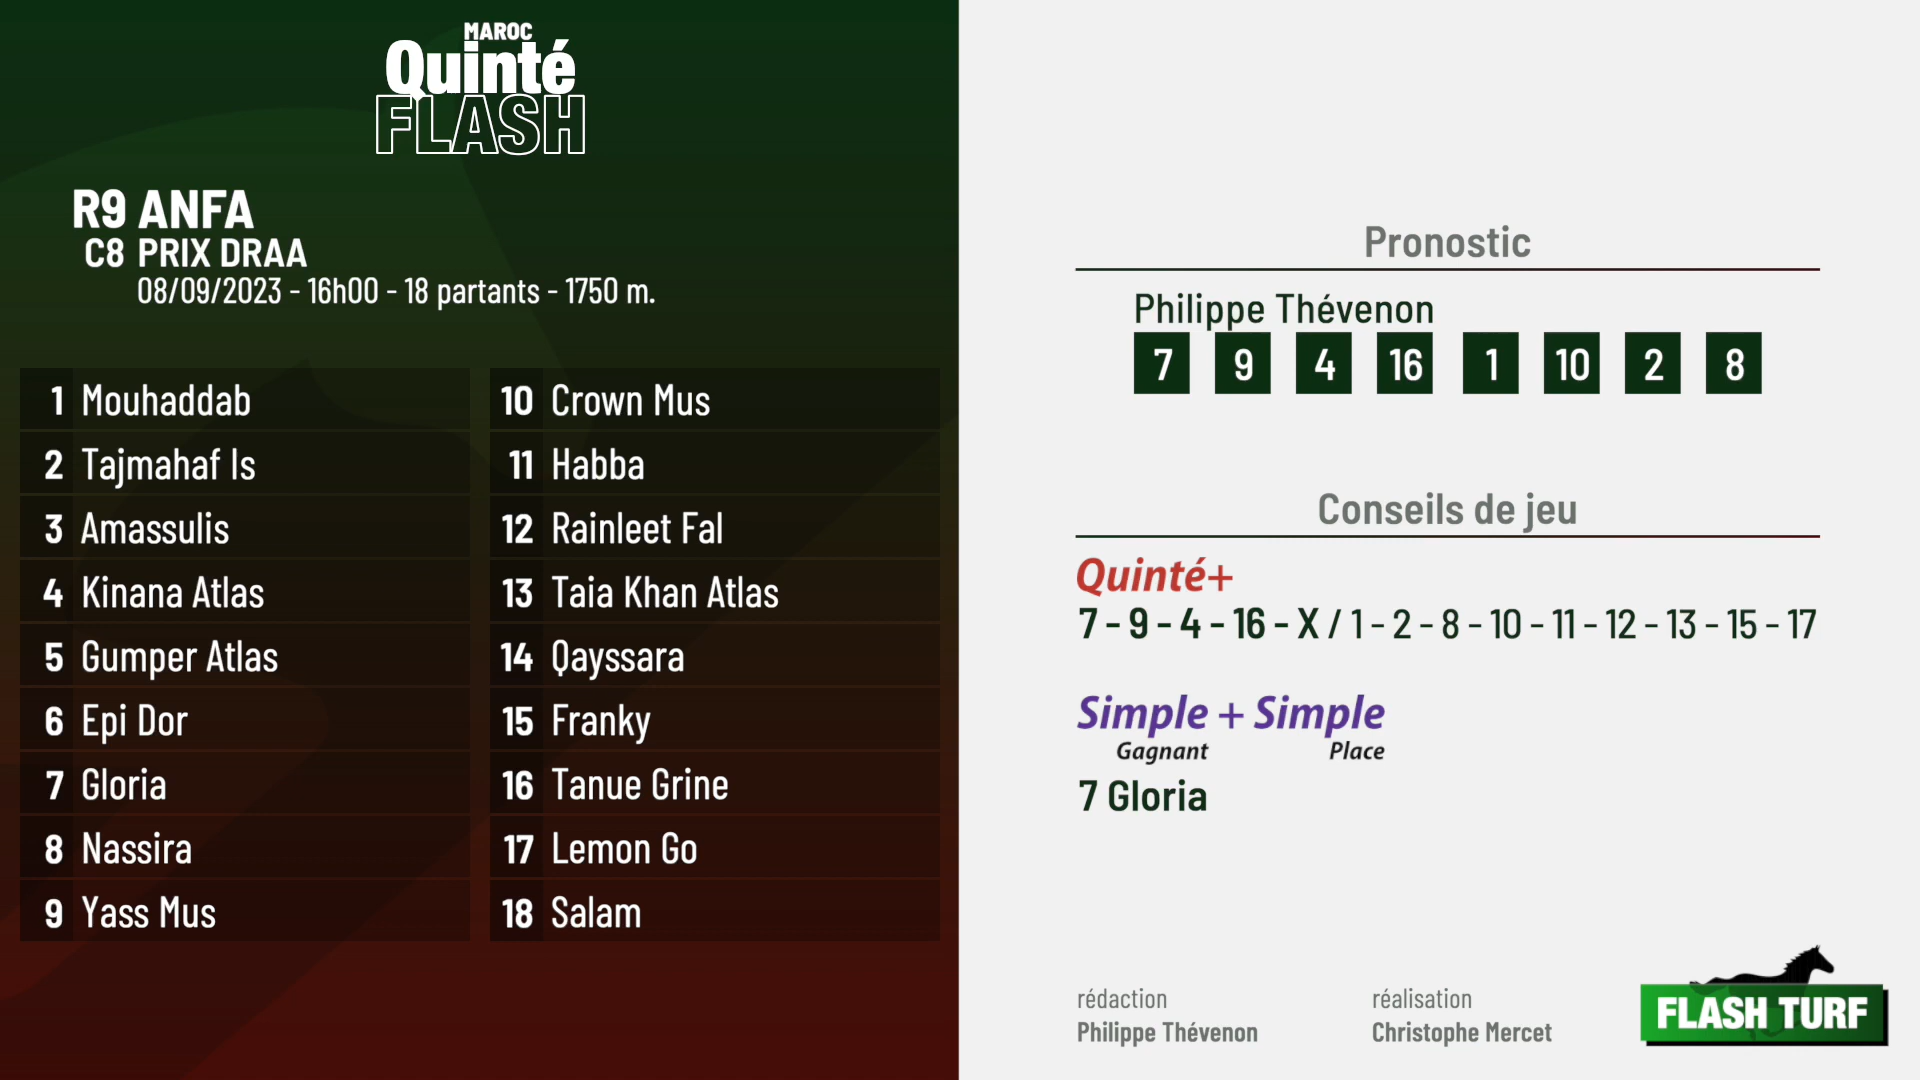 MAROC
Quinté
FLASH
R9 ANFA
C8 PRIX DRAA
08/09/2023 - 16h00 - 18 partants - 1750 m.
1 Mouhaddab
2 Tajmahaf Is
3 Amassulis
4 Kinana Atlas
5 Gumper Atlas
6 Epi Dor
7 Gloria
8 Nassira
9 Yass Mus
10 Crown Mus
11 Habba
12 Rainleet Fal
13 Taia Khan Atlas
14 Qayssara
15 Franky
16 Tanue Grine
17 Lemon Go
18 Salam
Pronostic
Philippe Thévenon
7 9 4 16 1 10 2 8
Conseils de jeu
Quinté+
7 - 9 - 4 - 16 - X / 1 - 2 - 8 - 10 - 11 - 12 - 13 - 15 - 17
Simple + Simple
Gagnant Place
7 Gloria
rédaction
Philippe Thévenon
réalisation
Christophe Mercet
FLASH TURF